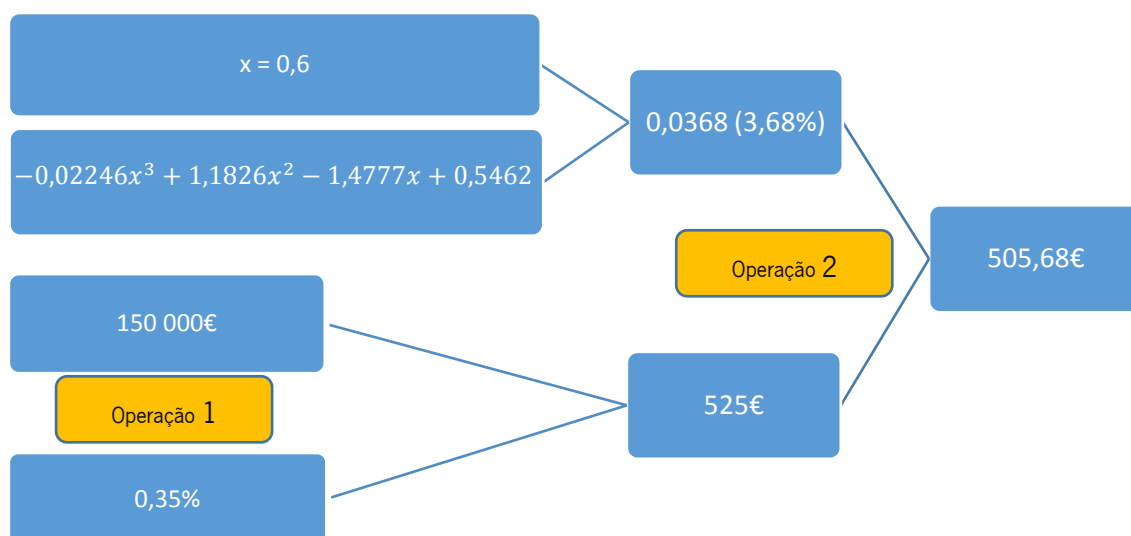 x = 0,6
−0,02246x³ + 1,1826x² − 1,4777x + 0,5462
0,0368 (3,68%)
Operação 2
505,68€
150 000€
Operação 1
525€
0,35%